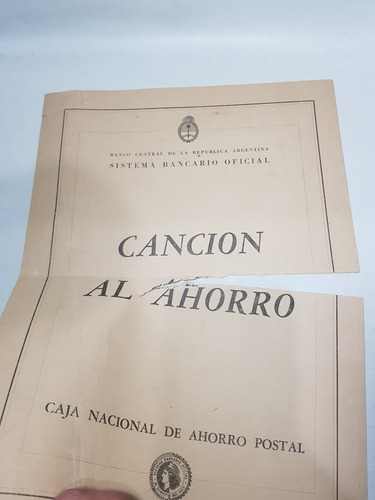 BANCO CENTRAL DE LA REPUBLICA ARGENTINA
SISTEMA BANCARIO OFICIAL
CANCION
AL AHORRO
CAJA NACIONAL DE AHORRO POSTAL